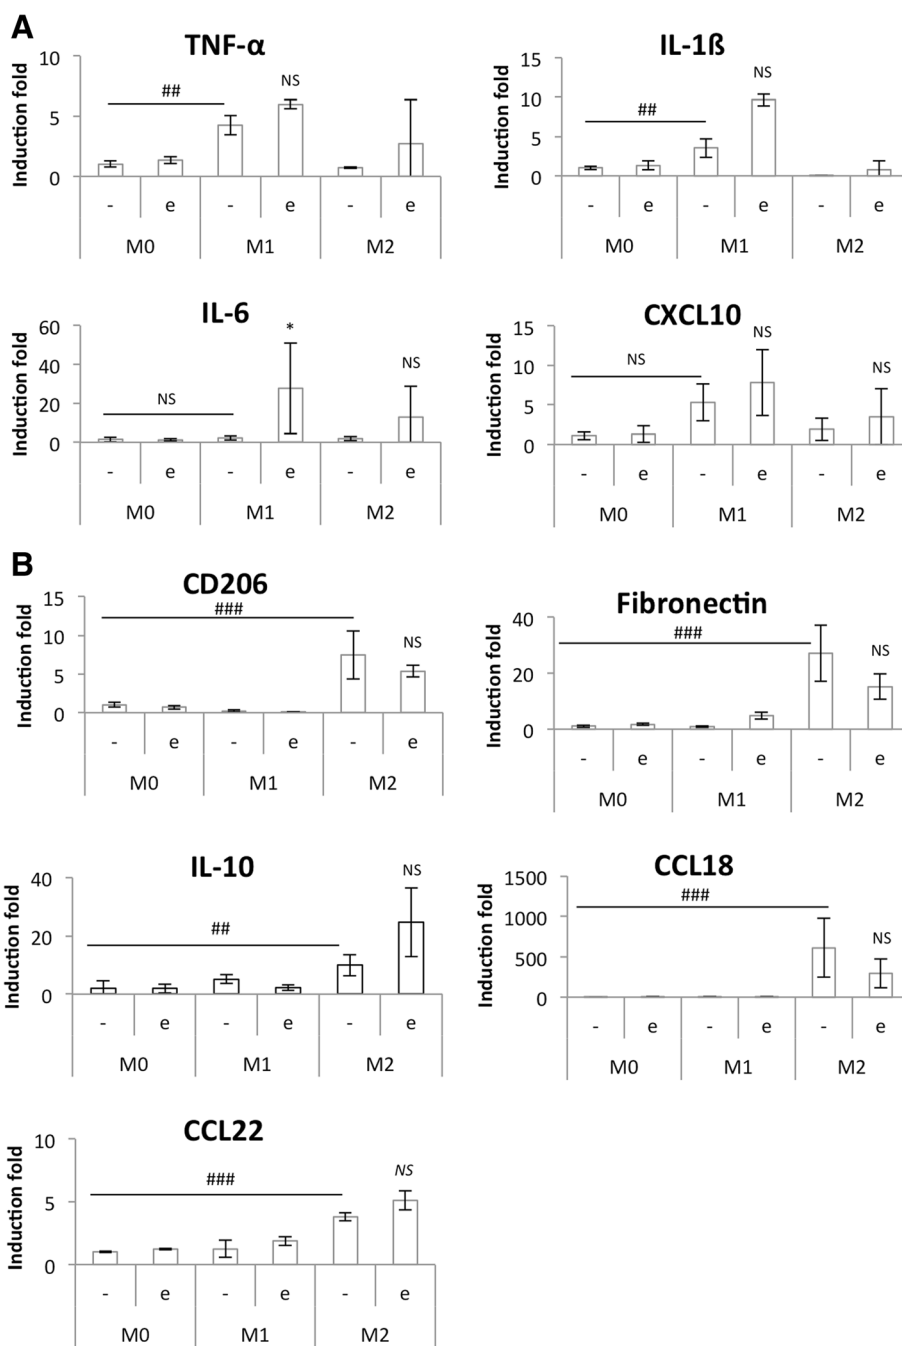 A
TNF-α
Induction fold
10
5
0
##
NS
- e - e - e
M0 M1 M2
IL-1ß
Induction fold
15
10
5
0
##
NS
- e - e - e
M0 M1 M2
IL-6
Induction fold
60
40
20
0
NS
*
NS
- e - e - e
M0 M1 M2
CXCL10
Induction fold
15
10
5
0
NS
NS
NS
- e - e - e
M0 M1 M2
B
CD206
Induction fold
15
10
5
0
###
NS
- e - e - e
M0 M1 M2
Fibronectin
Induction fold
40
20
0
###
NS
- e - e - e
M0 M1 M2
IL-10
Induction fold
40
20
0
##
NS
- e - e - e
M0 M1 M2
CCL18
Induction fold
1500
1000
500
0
###
NS
- e - e - e
M0 M1 M2
CCL22
Induction fold
10
5
0
###
NS
- e - e - e
M0 M1 M2